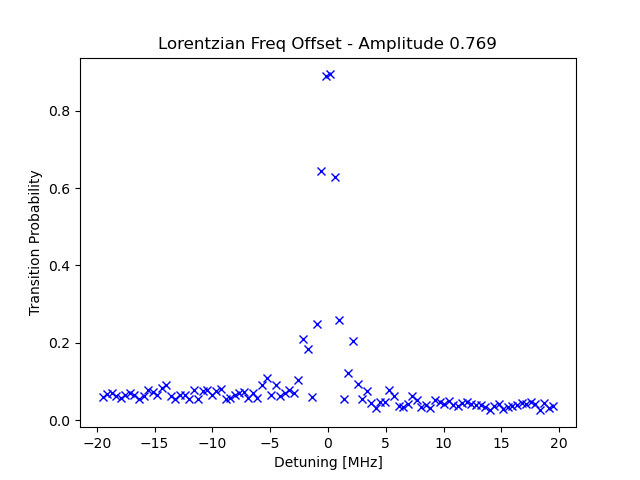 Lorentzian Freq Offset - Amplitude 0.769
Transition Probability
0.8
0.6
0.4
0.2
0.0
−20 −15 −10 −5 0 5 10 15 20
Detuning [MHz]